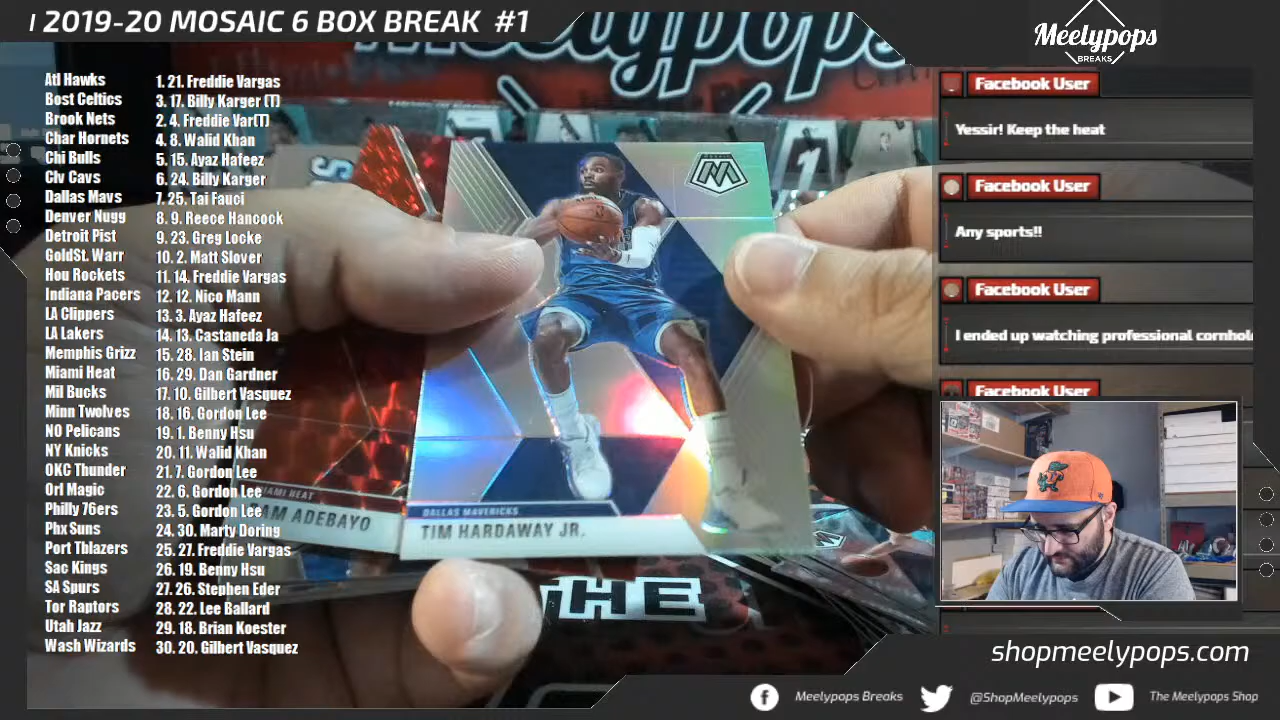 2019-20 MOSAIC 6 BOX BREAK #1
Meelypops
BREAKS
Atl Hawks 1. 21. Freddie Vargas
Bost Celtics 3. 17. Billy Karger (T)
Brook Nets 2. 4. Freddie Var(T)
Char Hornets 4. 8. Walid Khan
Chi Bulls 5. 15. Ayaz Hafeez
Clv Cavs 6. 24. Billy Karger
Dallas Mavs 7. 25. Tai Fauci
Denver Nugg 8. 9. Reece Hancock
Detroit Pist 9. 23. Greg Locke
GoldSt. Warr 10. 2. Matt Slover
Hou Rockets 11. 14. Freddie Vargas
Indiana Pacers 12. 12. Nico Mann
LA Clippers 13. 3. Ayaz Hafeez
LA Lakers 14. 13. Castaneda Ja
Memphis Grizz 15. 28. Ian Stein
Miami Heat 16. 29. Dan Gardner
Mil Bucks 17. 10. Gilbert Vasquez
Minn Twolves 18. 16. Gordon Lee
NO Pelicans 19. 1. Benny Hsu
NY Knicks 20. 11. Walid Khan
OKC Thunder 21. 7. Gordon Lee
Orl Magic 22. 6. Gordon Lee
Philly 76ers 23. 5. Gordon Lee
Phx Suns 24. 30. Marty Doring
Port Tblazers 25. 27. Freddie Vargas
Sac Kings 26. 19. Benny Hsu
SA Spurs 27. 26. Stephen Eder
Tor Raptors 28. 22. Lee Ballard
Utah Jazz 29. 18. Brian Koester
Wash Wizards 30. 20. Gilbert Vasquez
Meelypops
MOSAIC
MIAMI HEAT
AM ADEBAYO
DALLAS MAVERICKS
TIM HARDAWAY JR.
THE
Facebook User
Yessir! Keep the heat
Facebook User
Any sports!!
Facebook User
I ended up watching professional cornhol
Facebook User
shopmeelypops.com
Meelypops Breaks
@ShopMeelypops
The Meelypops Shop